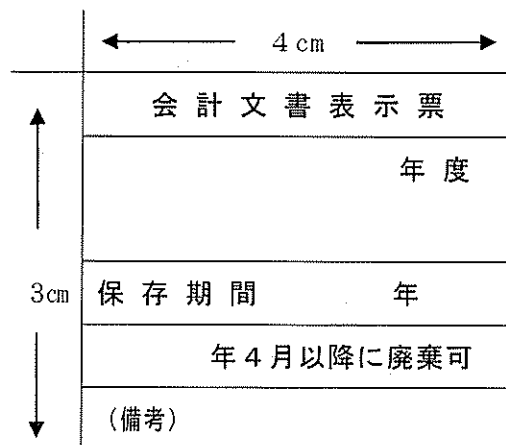 4cm
会計文書表示票
年度
3cm
保存期間　　　年
年4月以降に廃棄可
(備考)